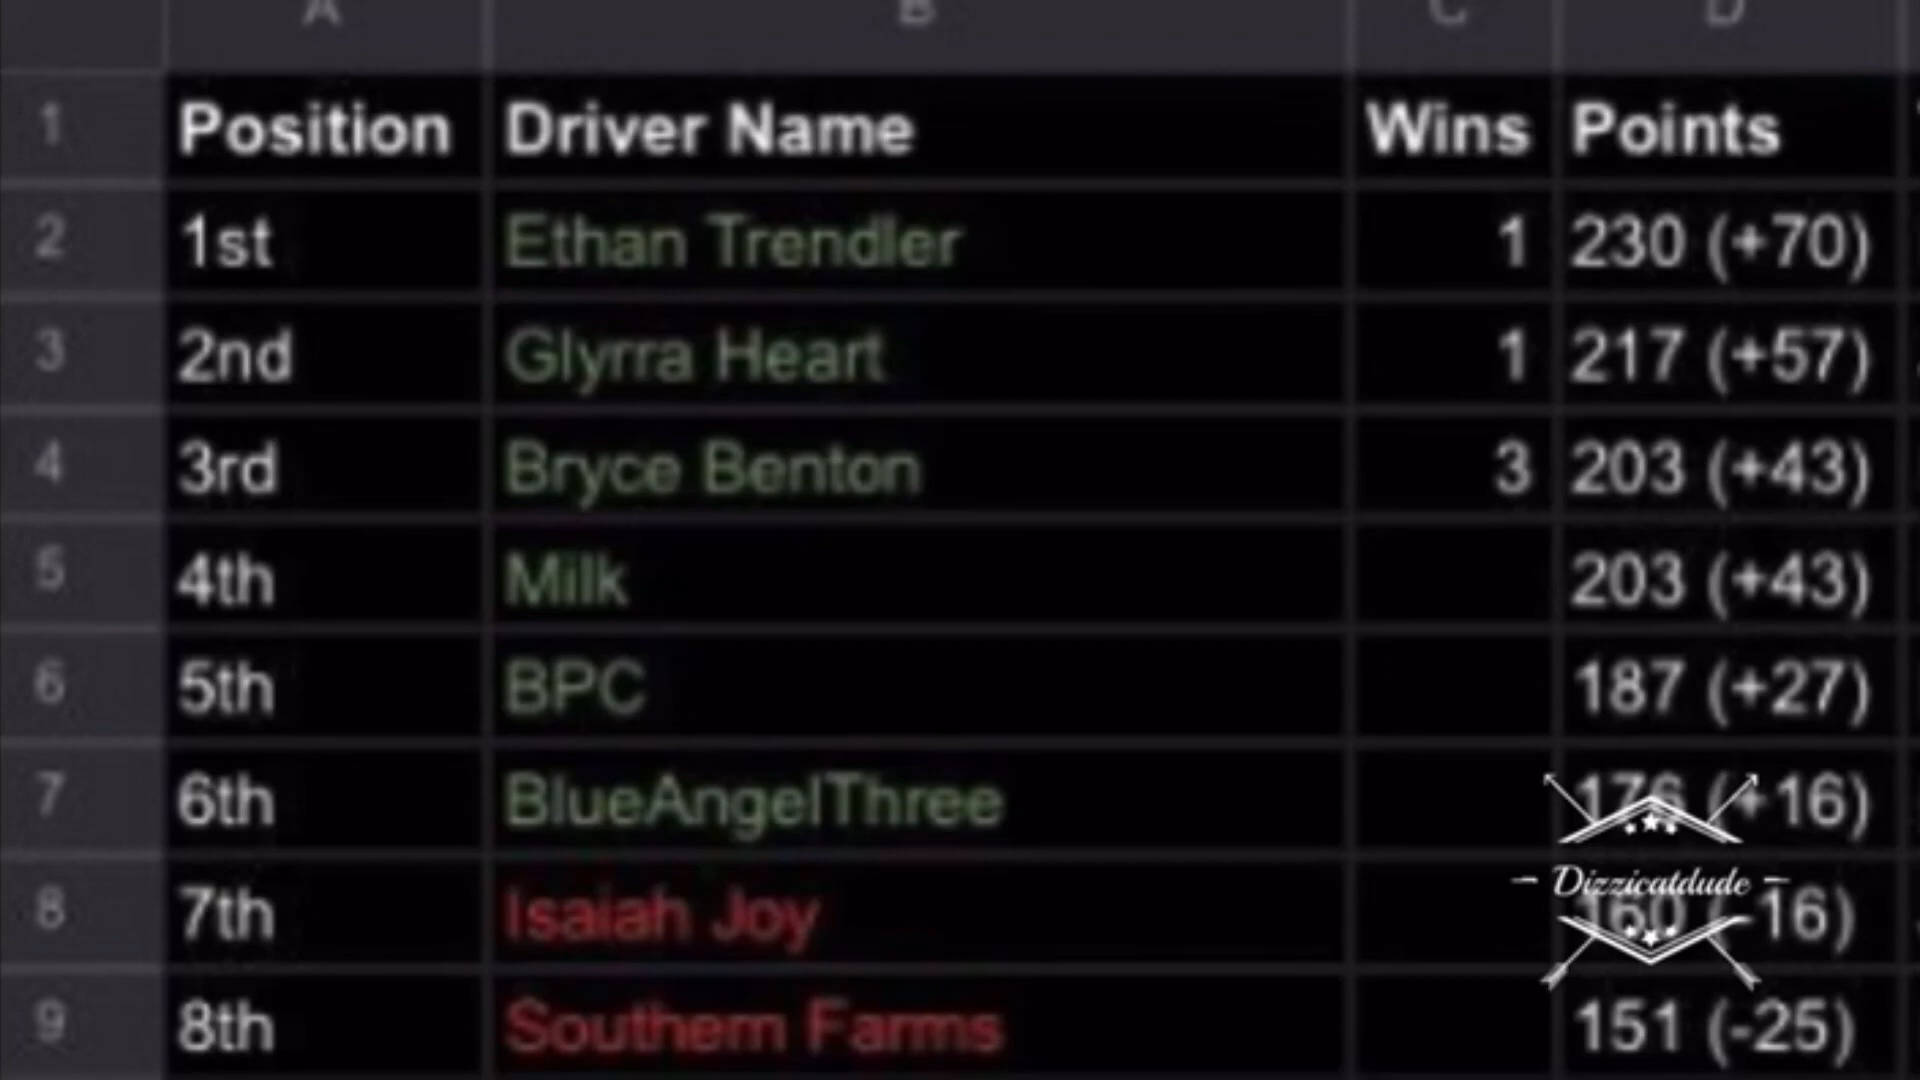 A B C D
1 Position Driver Name Wins Points
2 1st Ethan Trendler 1 230 (+70)
3 2nd Glyrra Heart 1 217 (+57)
4 3rd Bryce Benton 3 203 (+43)
5 4th Milk 203 (+43)
6 5th BPC 187 (+27)
7 6th BlueAngelThree 176 (+16)
8 7th Isaiah Joy 160 (-16)
Dizzicatdude
9 8th Southern Farms 151 (-25)